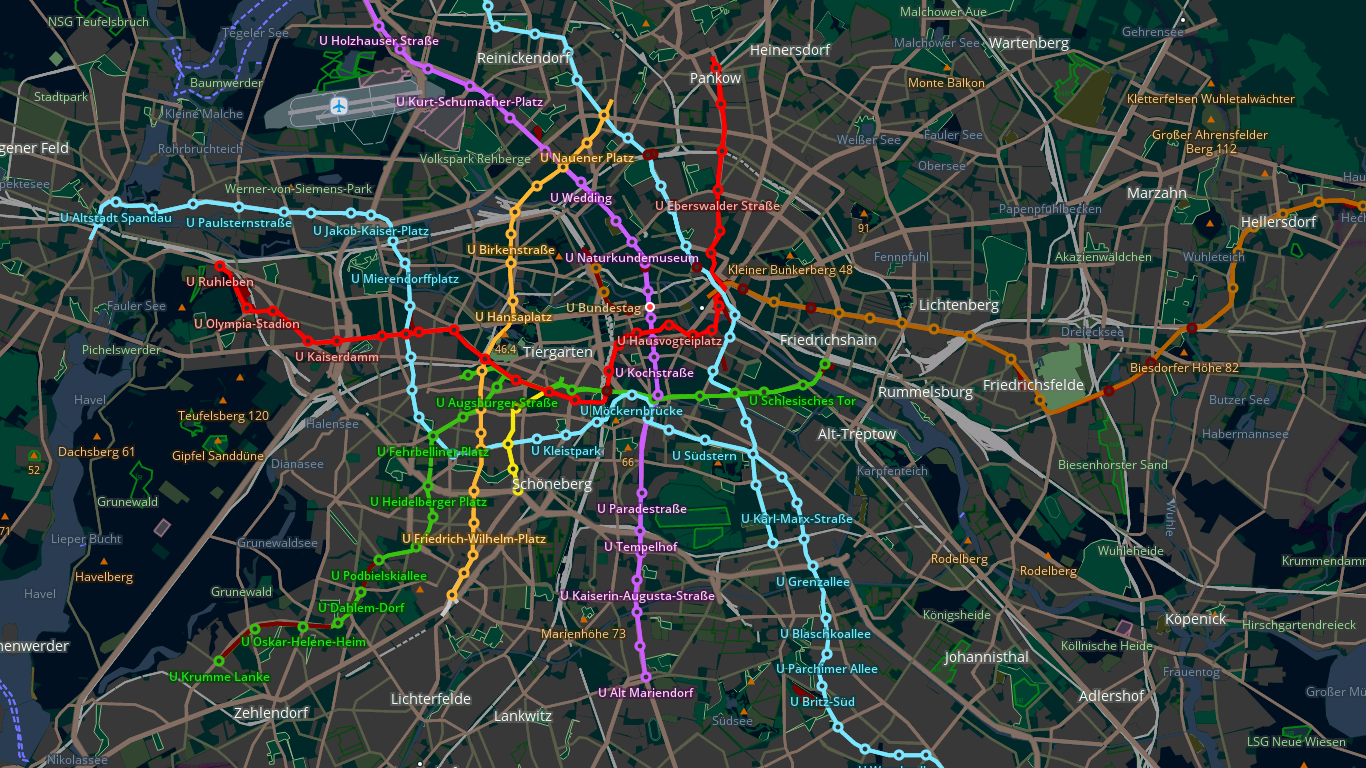 NSG Teufelsbruch
Malchower Aue
Tegeler See
Gehrensee
U Holzhauser Straße
Malchower See
Wartenberg
Heinersdorf
Reinickendorf
Pankow
Baumwerder
Monte Balkon
Stadtpark
U Kurt-Schumacher-Platz
Kletterfelsen Wuhletalwächter
Kleine Malche
Großer Ahrensfelder
Berg 112
Weißer See
Fauler See
gener Feld
Rohrbruchteich
Volkspark Rehberge
U Nauener Platz
Obersee
pektesee
Werner-von-Siemens-Park
Hau
Marzahn
U Wedding
U Eberswalder Straße
Papenpfuhlbecken
U Altstadt Spandau
U Paulsternstraße
Hellersdorf
Hech
U Jakob-Kaiser-Platz
91
U Birkenstraße
U Naturkundemuseum
Fennpfuhl
Akazienwäldchen
Wuhleteich
Kleiner Bunkerberg 48
U Ruhleben
U Mierendorffplatz
Fauler See
U Bundestag
Lichtenberg
U Hansaplatz
U Olympia-Stadion
Dreiecksee
U Hausvogteiplatz
Friedrichshain
Pichelswerder
46.4
Tiergarten
U Kaiserdamm
Biesdorfer Höhe 82
U Kochstraße
Friedrichsfelde
Rummelsburg
Havel
U Augsburger Straße
U Schlesisches Tor
Butzer See
Teufelsberg 120
U Möckernbrücke
Halensee
Alt-Treptow
Habermannsee
Dachsberg 61
U Fehrbelliner Platz
U Kleistpark
U Südstern
Gipfel Sanddüne
66
Dianasee
Biesenhorster Sand
52
Karpfenteich
Schöneberg
Grunewald
U Heidelberger Platz
U Paradestraße
U Karl-Marx-Straße
Wuhle
71
Lieper Bucht
Grunewaldsee
U Friedrich-Wilhelm-Platz
U Tempelhof
Wuhleheide
Rodelberg
Krummendamm
Havelberg
U Podbielskiallee
Rodelberg
U Grenzallee
Havel
Grunewald
U Kaiserin-Augusta-Straße
U Dahlem-Dorf
Königsheide
Köpenick
Hirschgartendreieck
Marienhöhe 73
U Blaschkoallee
U Oskar-Helene-Heim
nenwerder
Köllnische Heide
Johannisthal
U Parchimer Allee
Frauentog
U Krumme Lanke
U Alt Mariendorf
Großer Mü
Adlershof
Lichterfelde
U Britz-Süd
Zehlendorf
Lankwitz
Südsee
LSG Neue Wiesen
Nikolassee